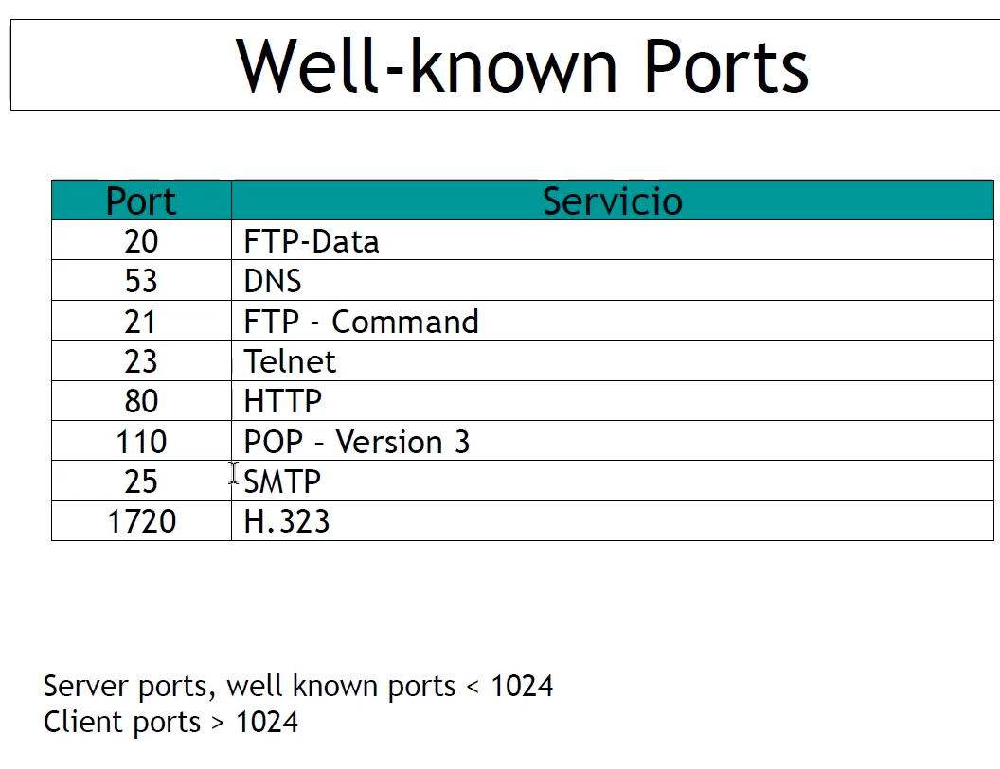 Well-known Ports
Port Servicio
20 FTP-Data
53 DNS
21 FTP - Command
23 Telnet
80 HTTP
110 POP – Version 3
25 SMTP
1720 H.323
Server ports, well known ports < 1024
Client ports > 1024